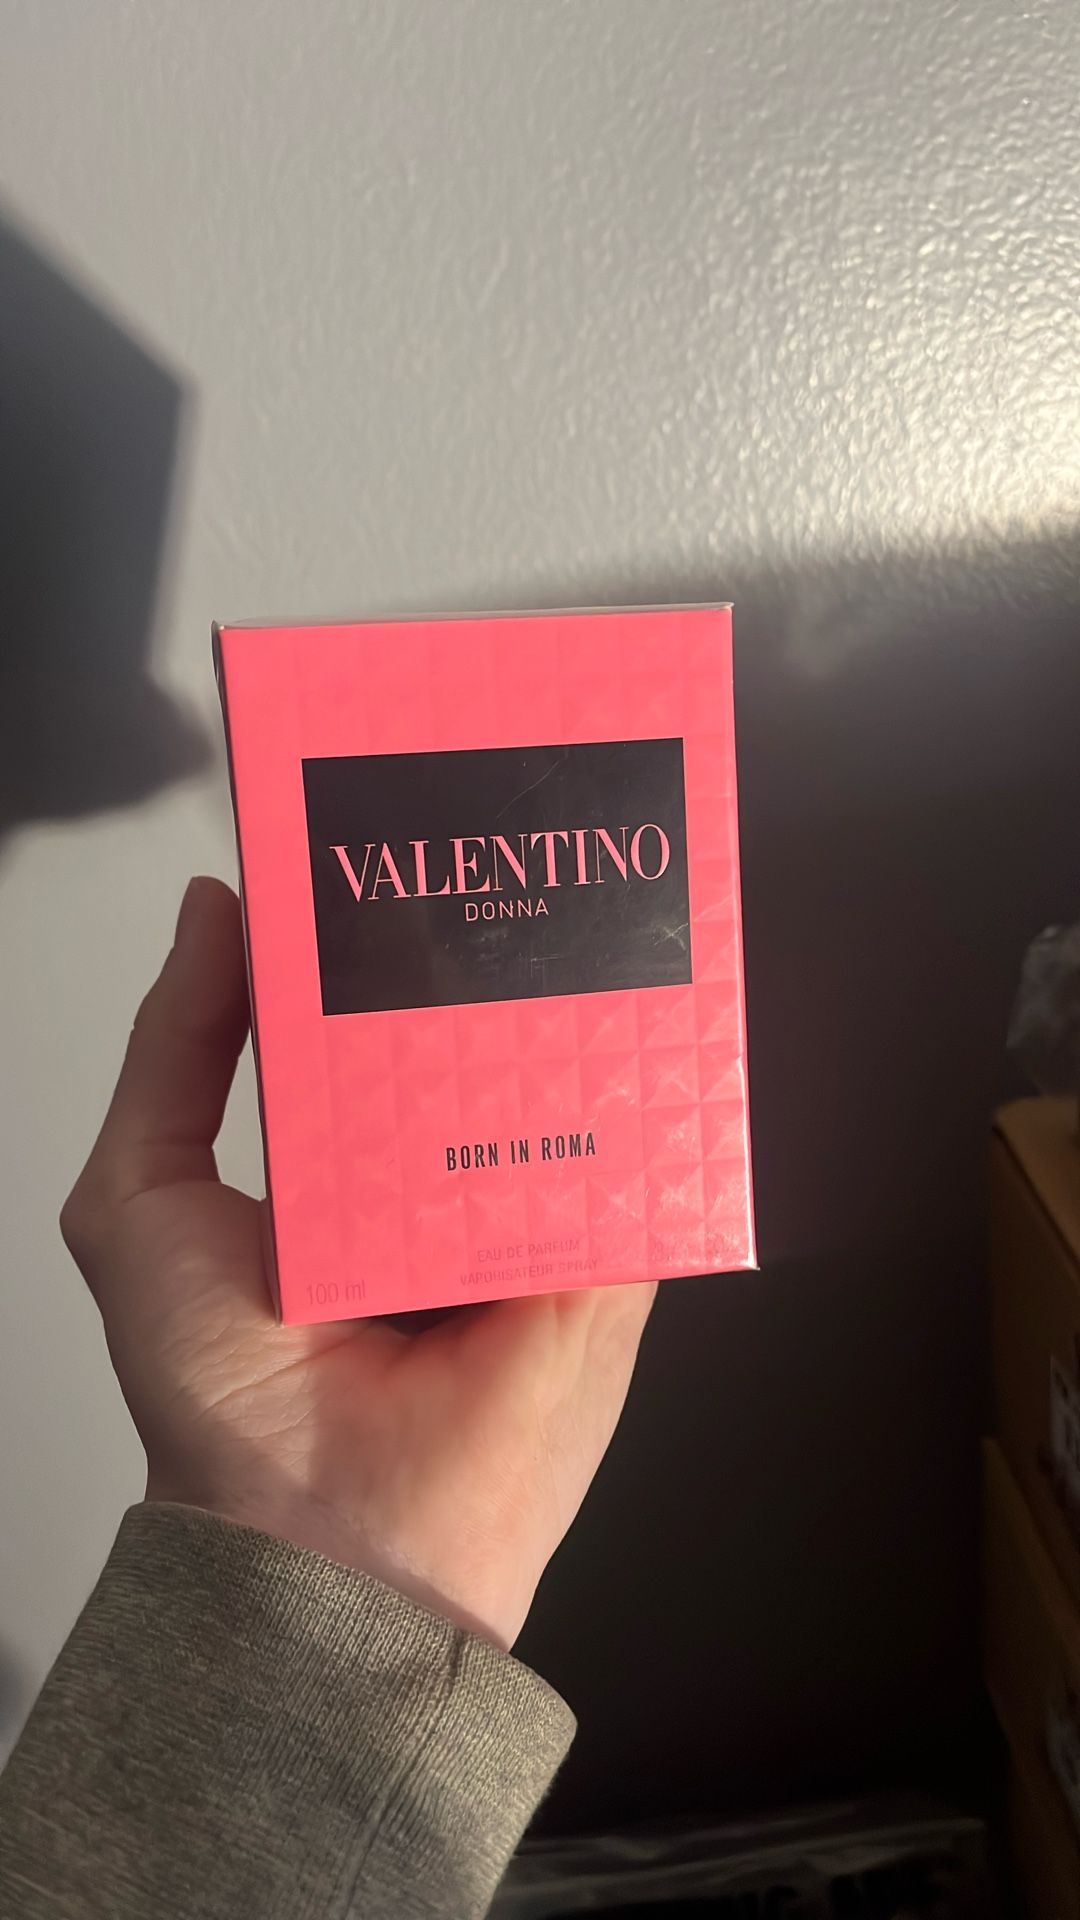 VALENTINO
DONNA
BORN IN ROMA
EAU DE PARFUM
VAPORISATEUR SPRAY
100 ml